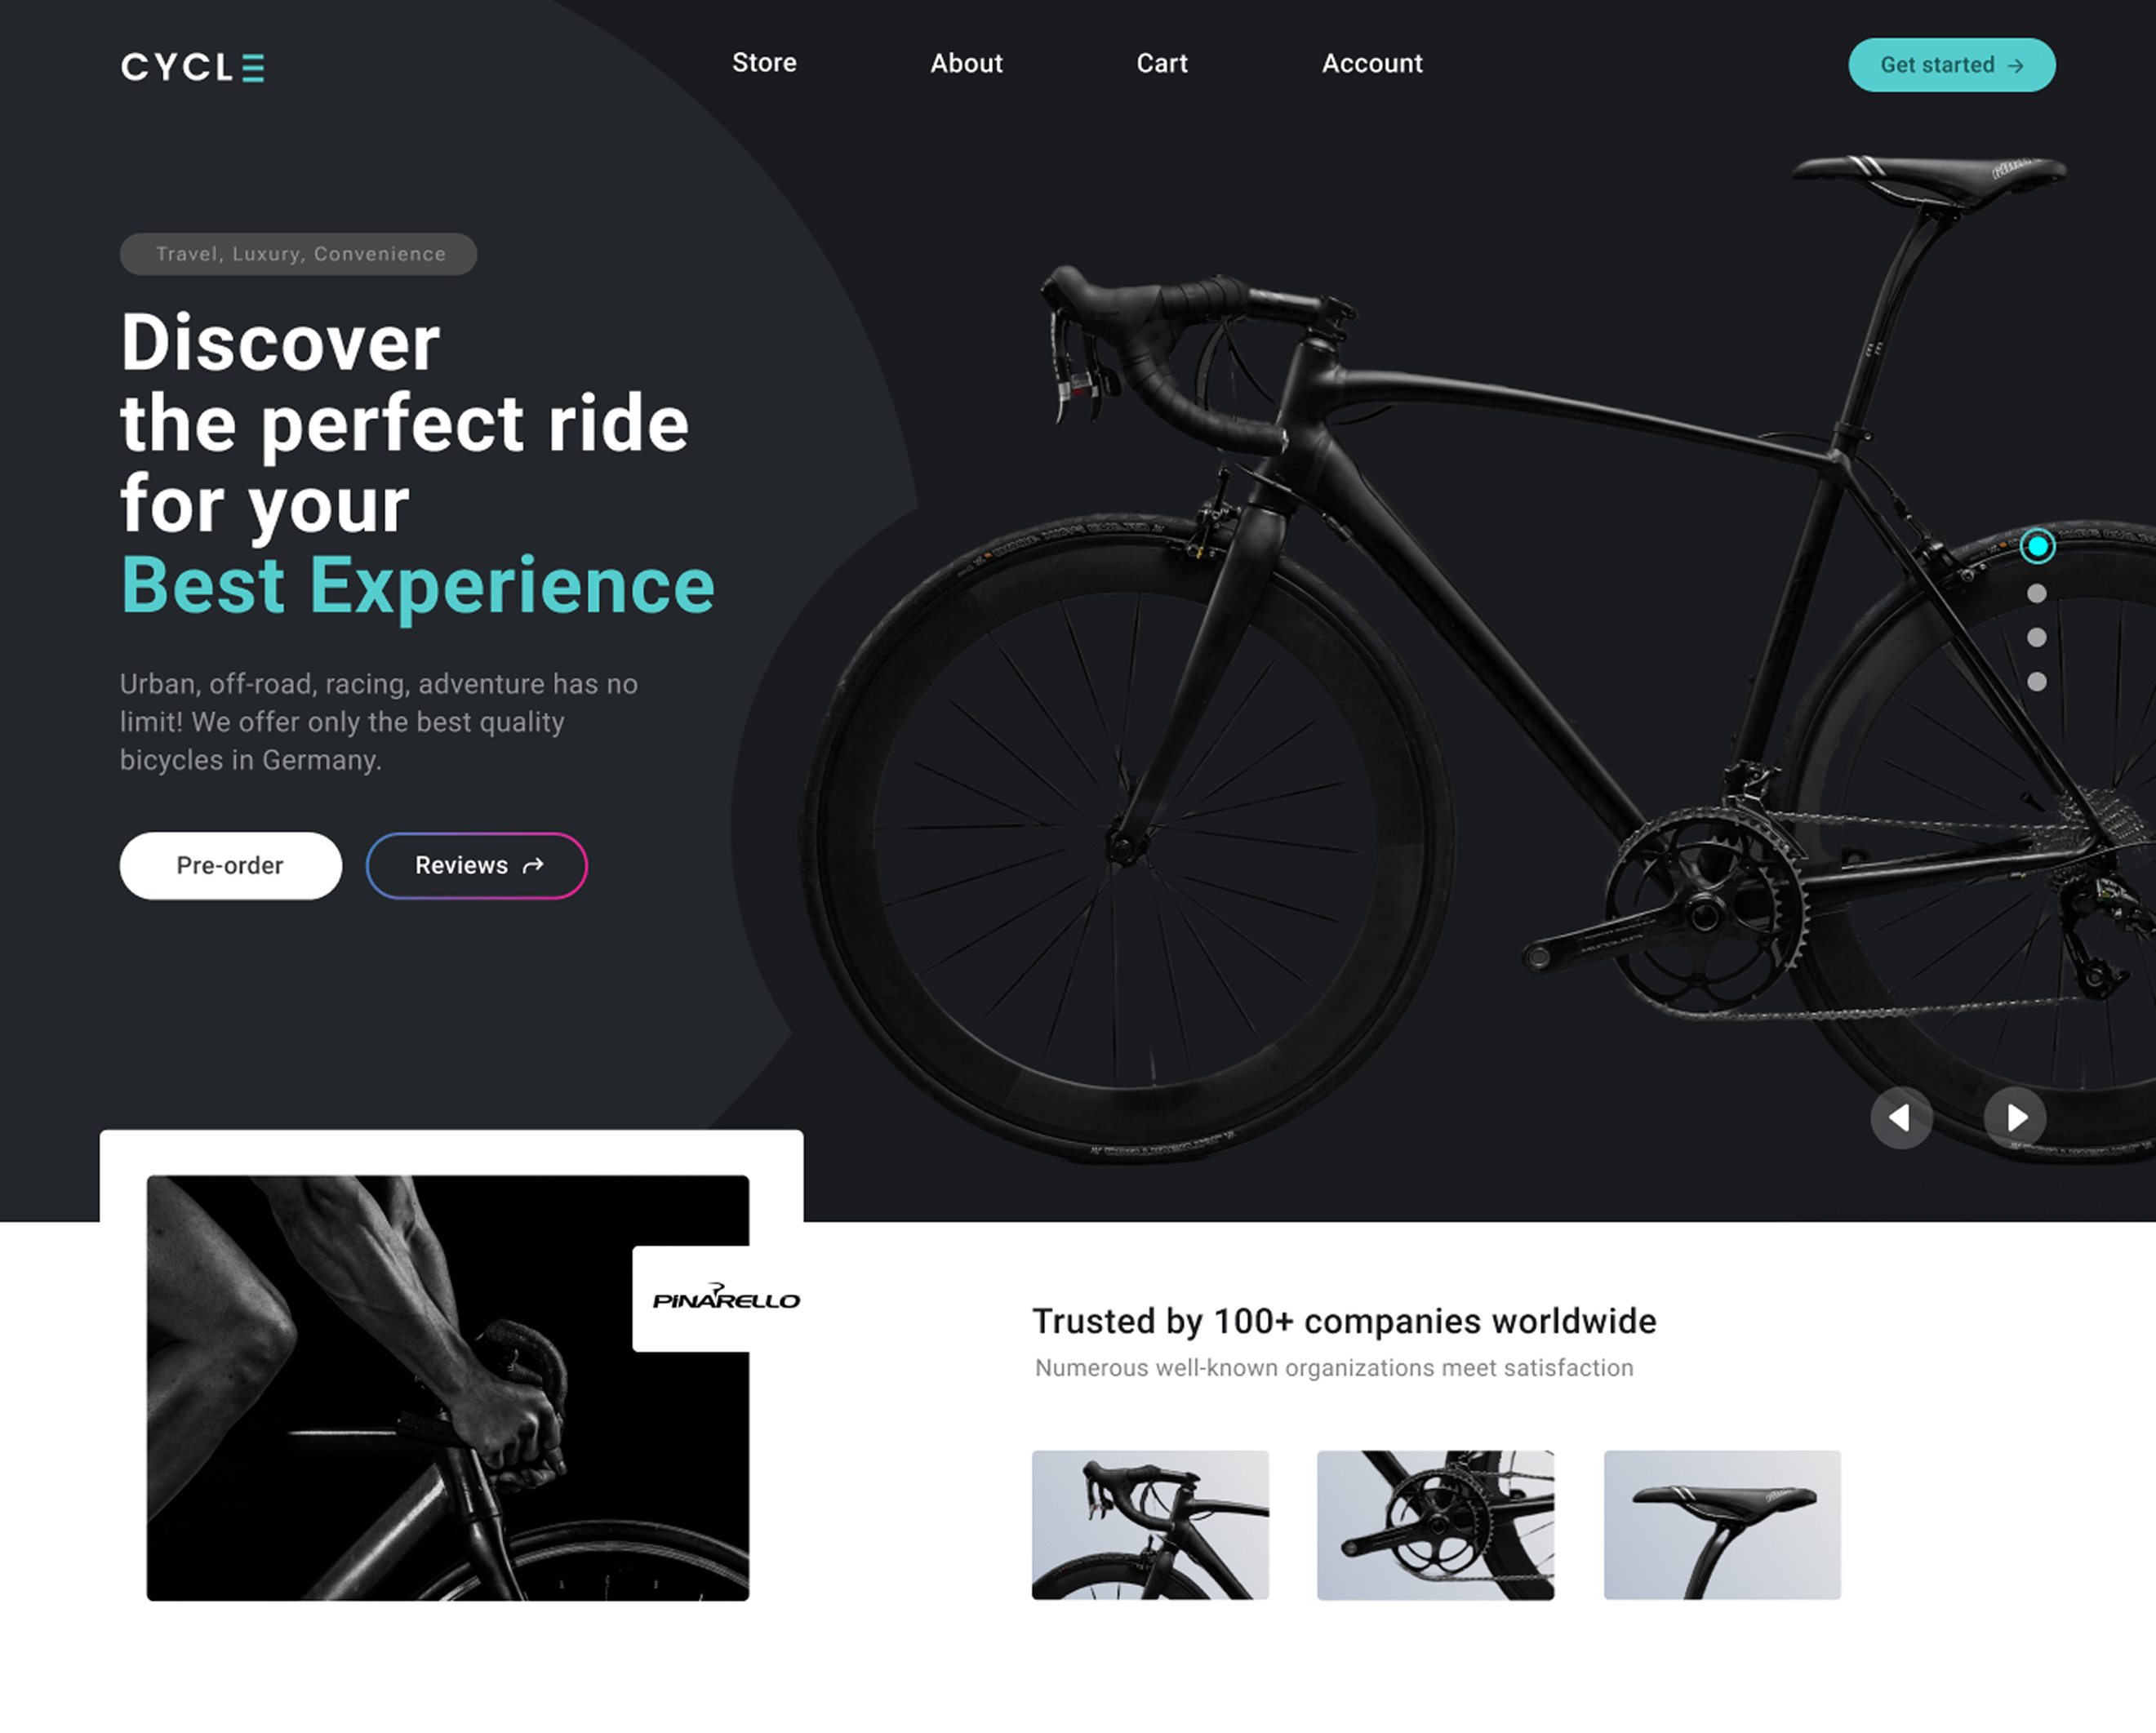 CYCLE
Store
About
Cart
Account
Get started →
Travel, Luxury, Convenience
Discover
the perfect ride
for your
Best Experience
Urban, off-road, racing, adventure has no
limit! We offer only the best quality
bicycles in Germany.
Pre-order
Reviews
PINARELLO
Trusted by 100+ companies worldwide
Numerous well-known organizations meet satisfaction